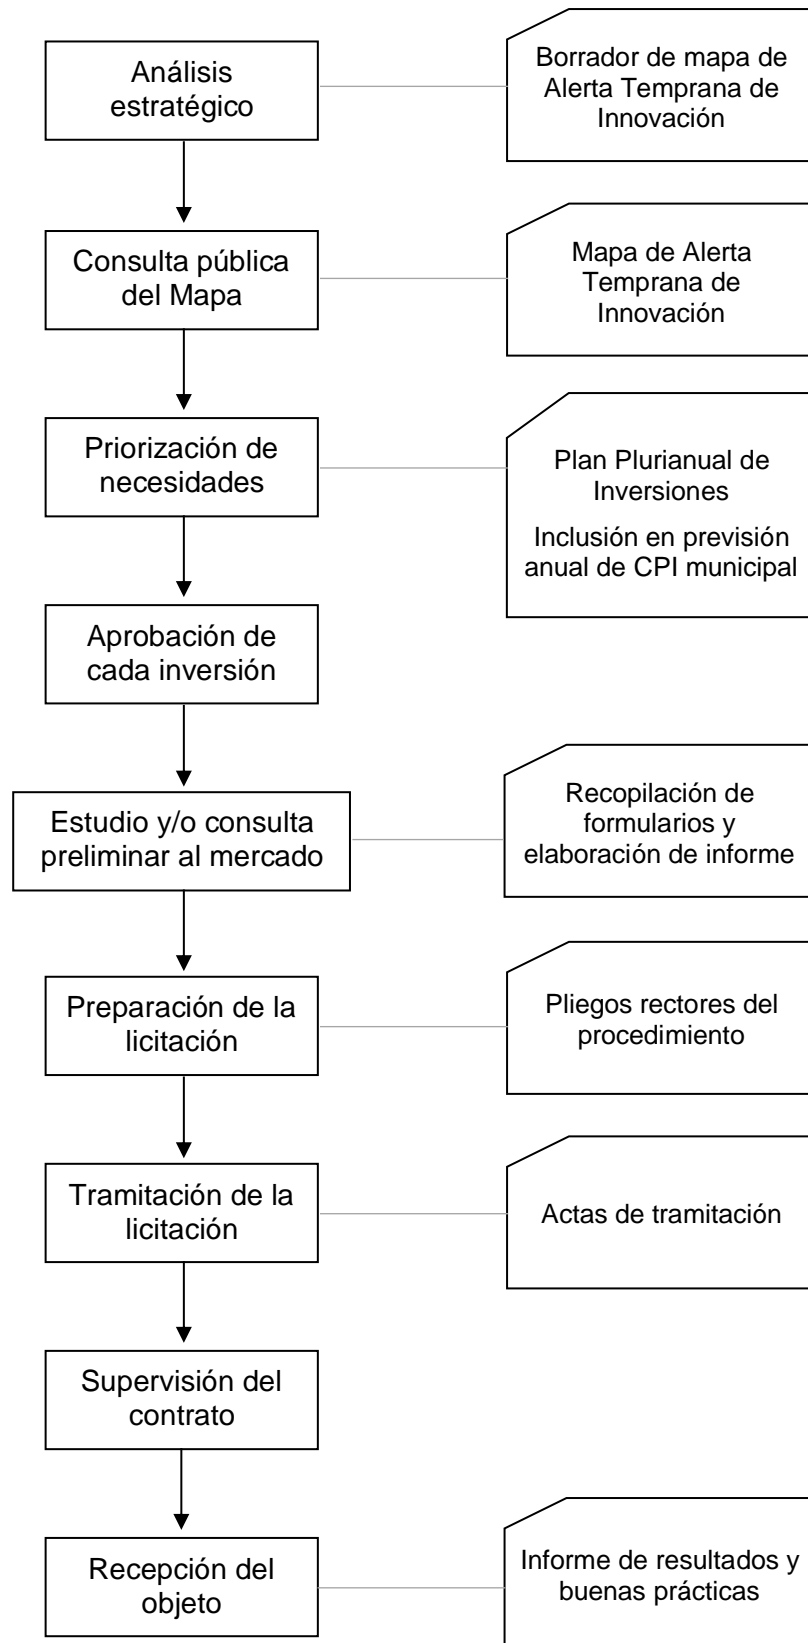 Análisis
estratégico
Borrador de mapa de
Alerta Temprana de
Innovación
Consulta pública
del Mapa
Mapa de Alerta
Temprana de
Innovación
Priorización de
necesidades
Plan Plurianual de
Inversiones
Inclusión en previsión
anual de CPI municipal
Aprobación de
cada inversión
Estudio y/o consulta
preliminar al mercado
Recopilación de
formularios y
elaboración de informe
Preparación de la
licitación
Pliegos rectores del
procedimiento
Tramitación de la
licitación
Actas de tramitación
Supervisión del
contrato
Recepción del
objeto
Informe de resultados y
buenas prácticas